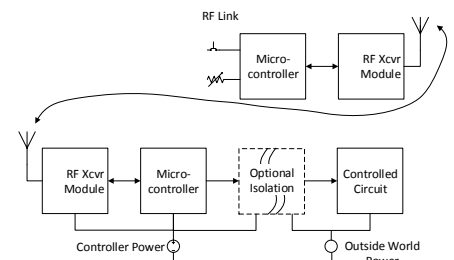 RF Link
Micro-
controller
RF Xcvr
Module
RF Xcvr
Module
Micro-
controller
Optional
Isolation
Controlled
Circuit
Controller Power
Outside World
Power